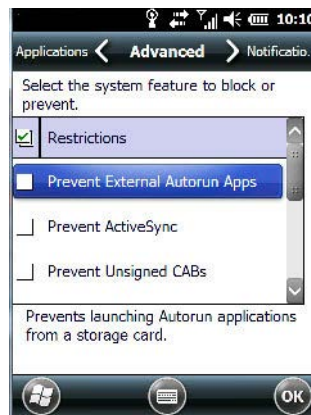 10:10
Applications Advanced Notificatio.
Select the system feature to block or
prevent.
Restrictions
Prevent External Autorun Apps
Prevent ActiveSync
Prevent Unsigned CABs
Prevents launching Autorun applications
from a storage card.
OK